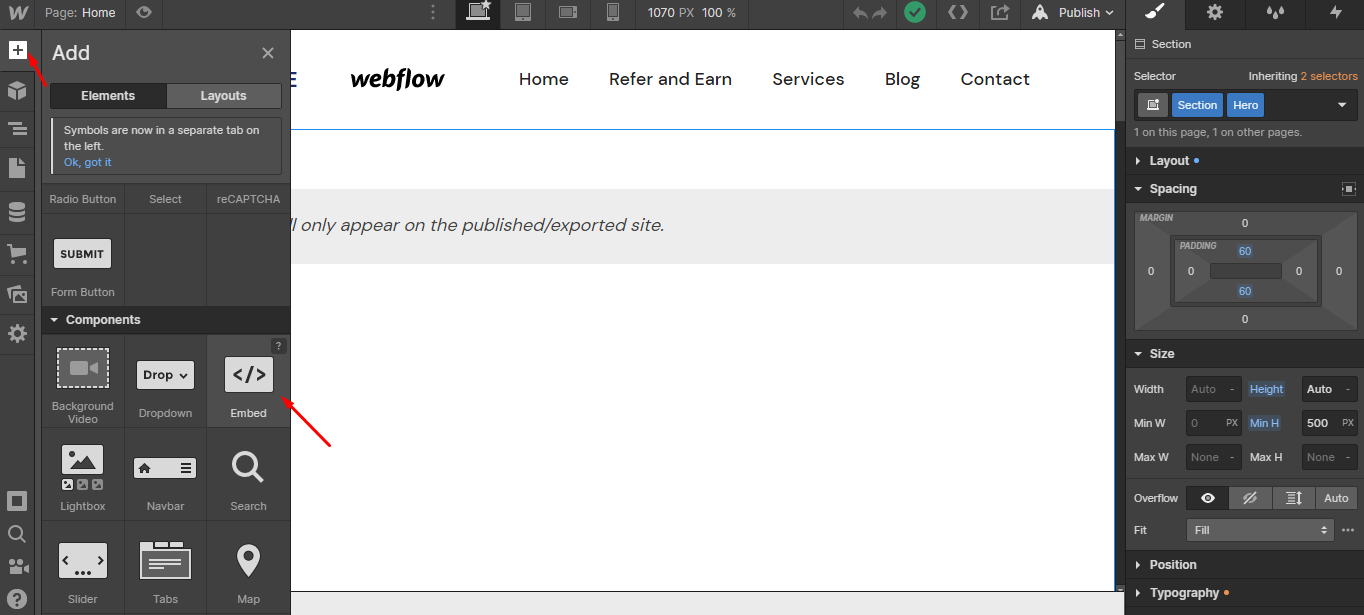 Page: Home
1070 PX 100 %
Publish
Add
Elements
Layouts
Symbols are now in a separate tab on
the left.
Ok, got it
Radio Button
Select
reCAPTCHA
SUBMIT
Form Button
Components
Background
Video
Drop
Dropdown
?
</>
Embed
Lightbox
Navbar
Search
Slider
Tabs
Map
E
webflow
Home
Refer and Earn
Services
Blog
Contact
ll only appear on the published/exported site.
Section
Selector
Inheriting 2 selectors
Section
Hero
1 on this page, 1 on other pages.
Layout
Spacing
MARGIN
0
PADDING
60
0
0
0
0
60
0
Size
Width
Auto -
Height
Auto -
Min W
0 PX
Min H
500 PX
Max W
None -
Max H
None -
Overflow
Auto
Fit
Fill
Position
Typography